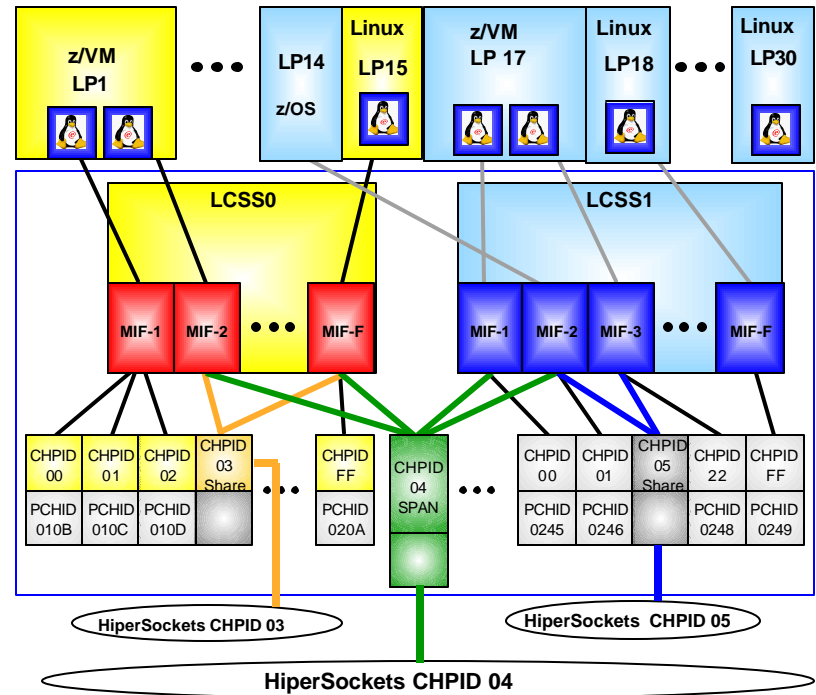 z/VM
LP1
LP14
z/OS
Linux
LP15
z/VM
LP 17
Linux
LP18
Linux
LP30
LCSS0
LCSS1
MIF-1
MIF-2
MIF-F
MIF-1
MIF-2
MIF-3
MIF-F
CHPID
00
PCHID
010B
CHPID
01
PCHID
010C
CHPID
02
PCHID
010D
CHPID
03
Share
CHPID
FF
PCHID
020A
CHPID
04
SPAN
CHPID
00
PCHID
0245
CHPID
01
PCHID
0246
CHPID
05
Share
CHPID
22
PCHID
0248
CHPID
FF
PCHID
0249
HiperSockets CHPID 03
HiperSockets CHPID 05
HiperSockets CHPID 04